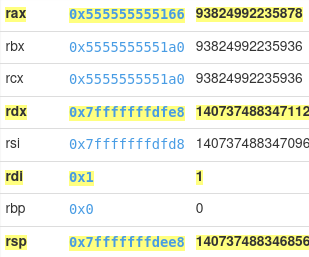 rax 0x555555555166 93824992235878
rbx 0x5555555551a0 93824992235936
rcx 0x5555555551a0 93824992235936
rdx 0x7fffffffdfe8 140737488347112
rsi 0x7fffffffdfd8 140737488347096
rdi 0x1 1
rbp 0x0 0
rsp 0x7fffffffdee8 140737488346856